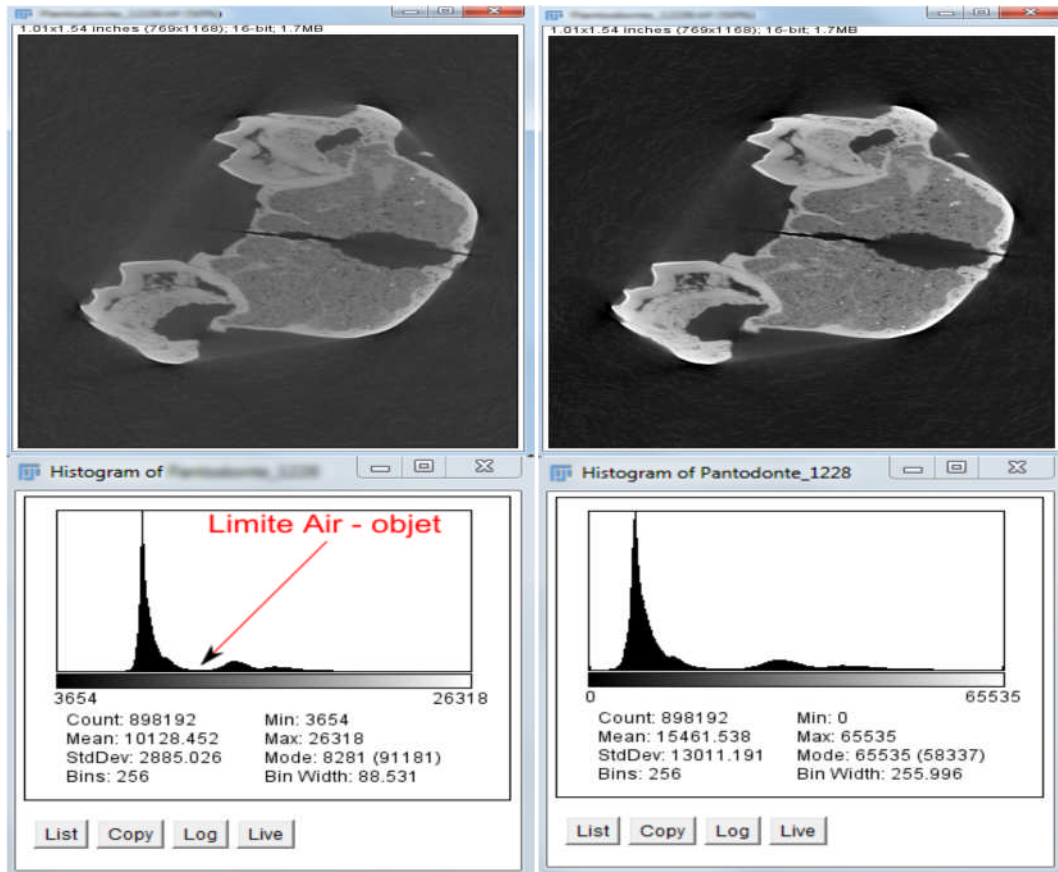 1.01x1.54 inches (769x1168); 16-bit; 1.7MB
1.01x1.54 inches (769x1168); 16-bit; 1.7MB
Histogram of
Limite Air - objet
3654 26318
Count: 898192 Min: 3654
Mean: 10128.452 Max: 26318
StdDev: 2885.026 Mode: 8281 (91181)
Bins: 256 Bin Width: 88.531
List Copy Log Live
Histogram of Pantodonte_1228
0 65535
Count: 898192 Min: 0
Mean: 15461.538 Max: 65535
StdDev: 13011.191 Mode: 65535 (58337)
Bins: 256 Bin Width: 255.996
List Copy Log Live